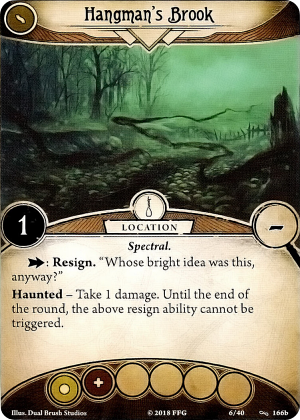 Hangman's Brook
1
LOCATION
–
Spectral.
: Resign. “Whose bright idea was this,
anyway?”
Haunted – Take 1 damage. Until the end of
the round, the above resign ability cannot be
triggered.
Illus. Dual Brush Studios
© 2018 FFG
6/40
166b